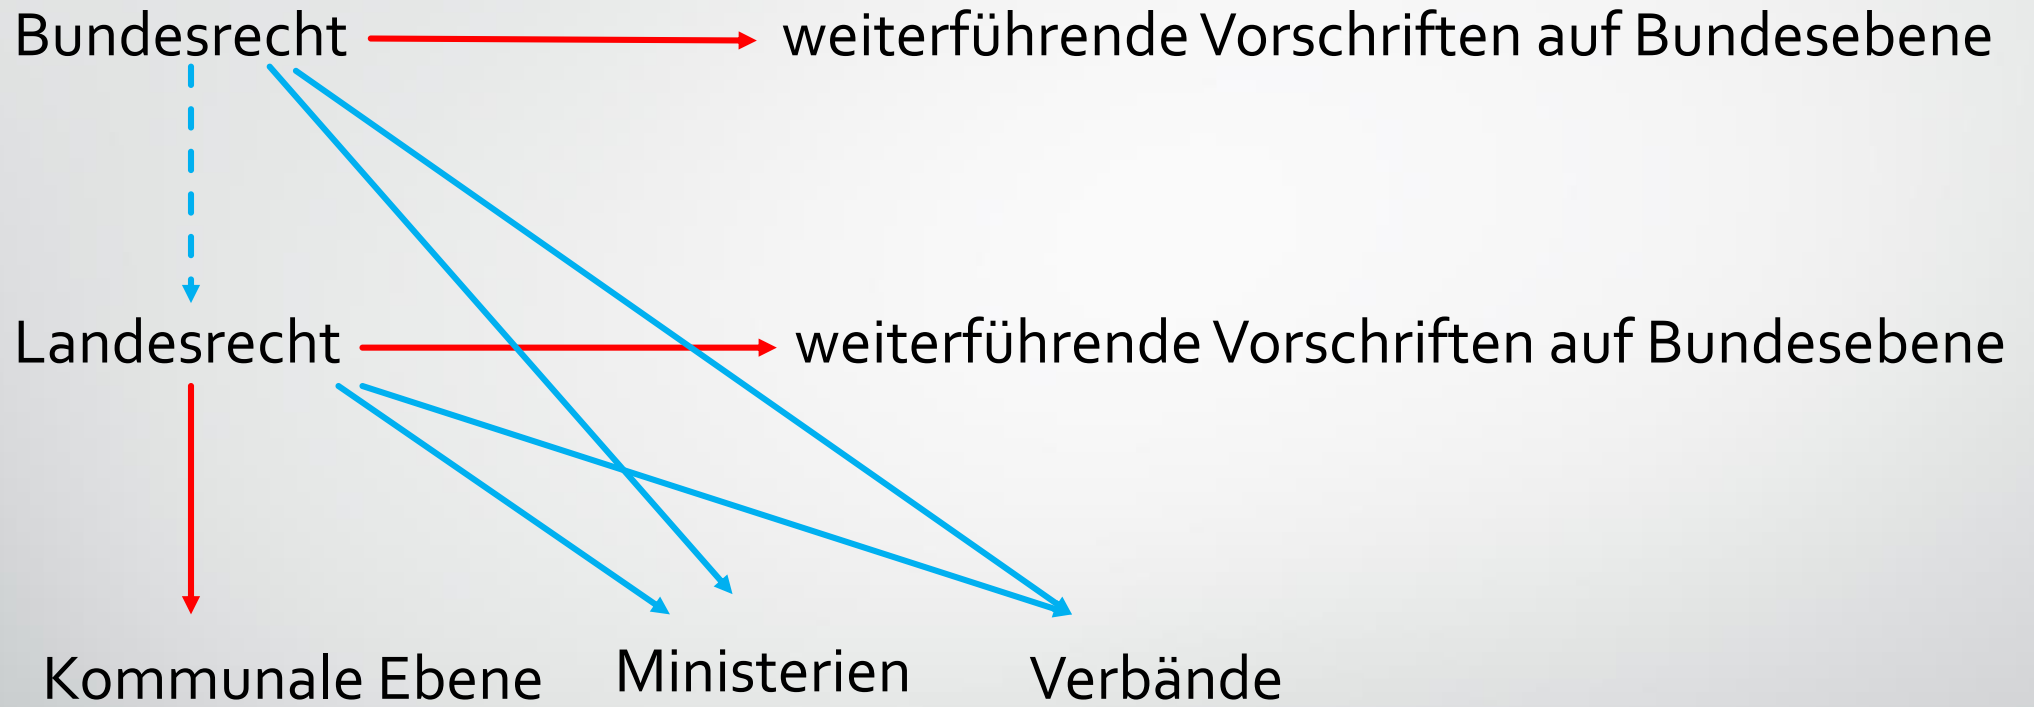 Bundesrecht
weiterführende Vorschriften auf Bundesebene
Landesrecht
weiterführende Vorschriften auf Bundesebene
Kommunale Ebene
Ministerien
Verbände